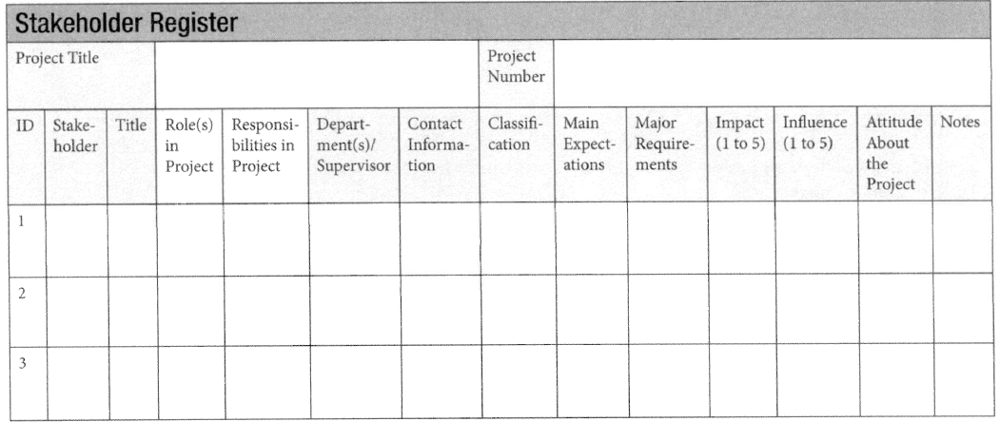 Stakeholder Register
Project Title
Project
Number
ID
Stake-
holder
Title
Role(s)
in
Project
Responsi-
bilities in
Project
Depart-
ment(s)/
Supervisor
Contact
Informa-
tion
Classifi-
cation
Main
Expect-
ations
Major
Require-
ments
Impact
(1 to 5)
Influence
(1 to 5)
Attitude
About
the
Project
Notes
1
2
3